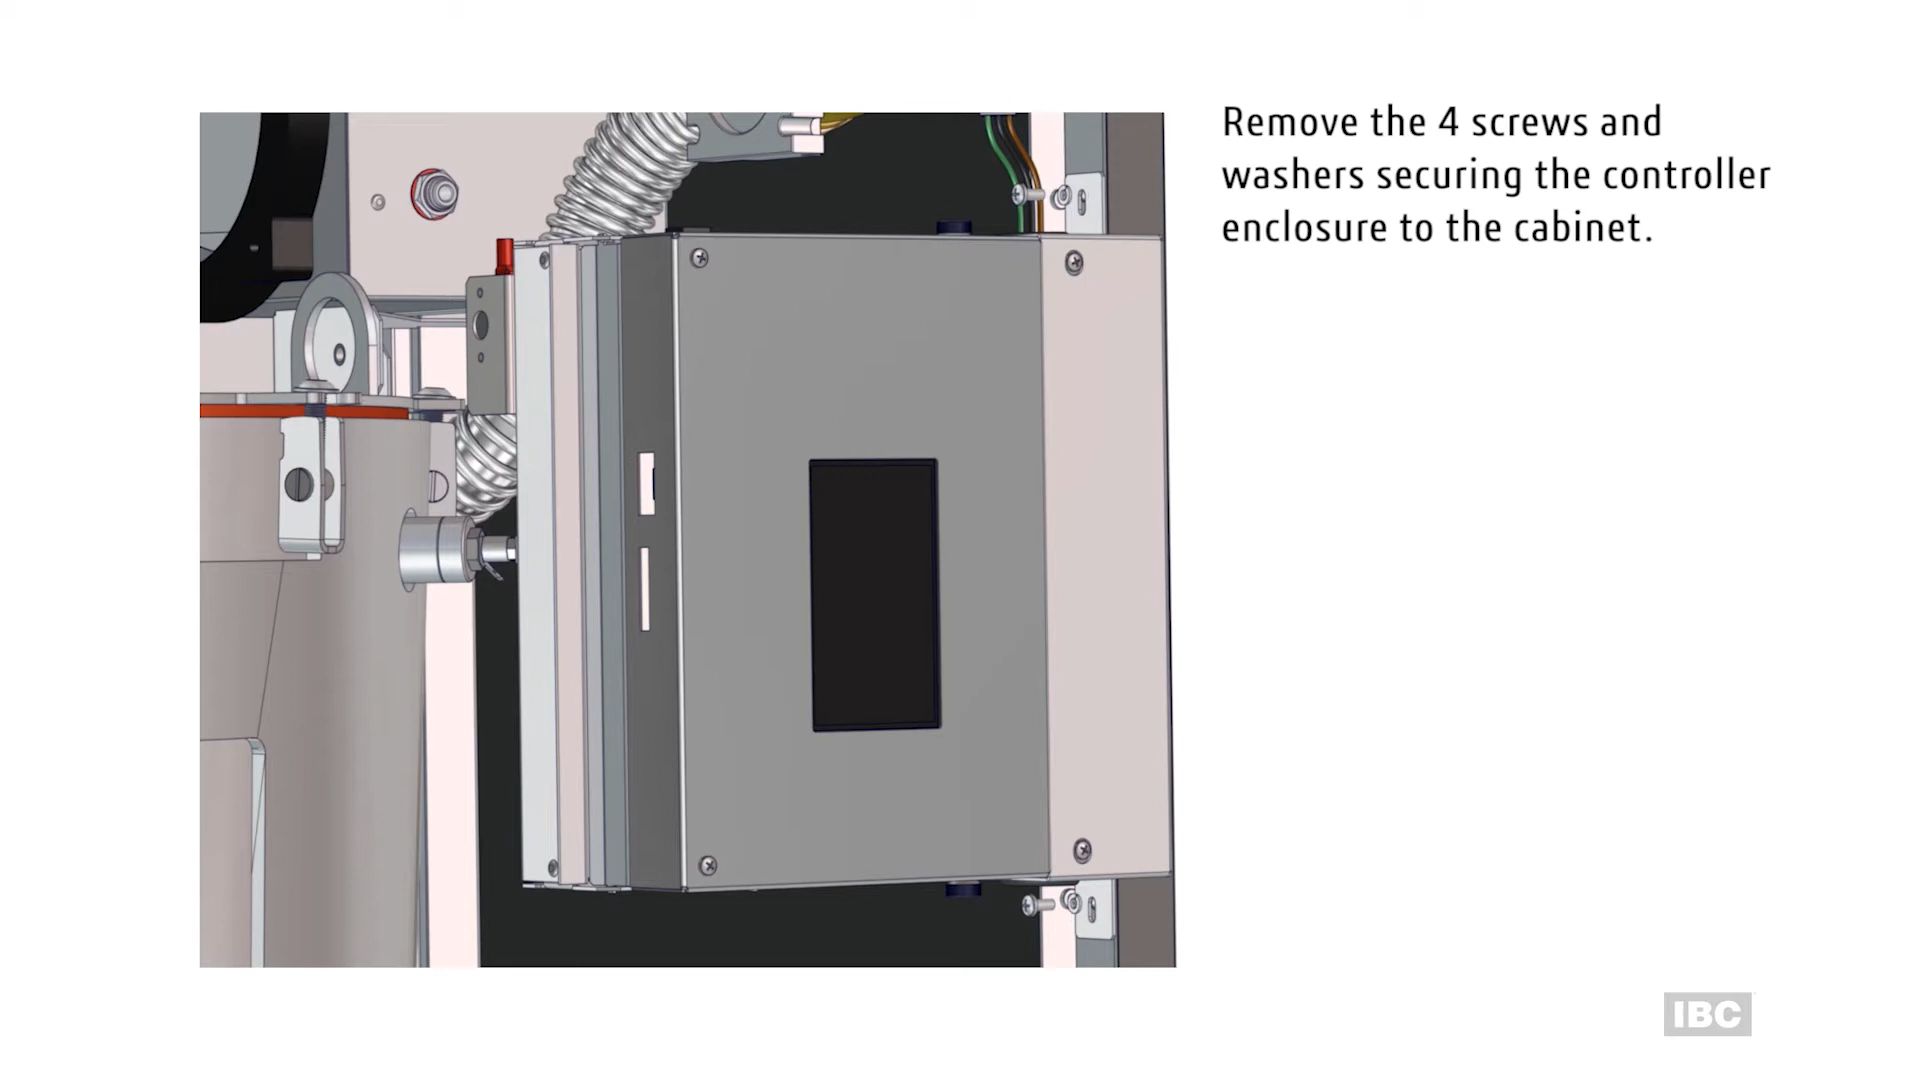 Remove the 4 screws and
washers securing the controller
enclosure to the cabinet.
IBC